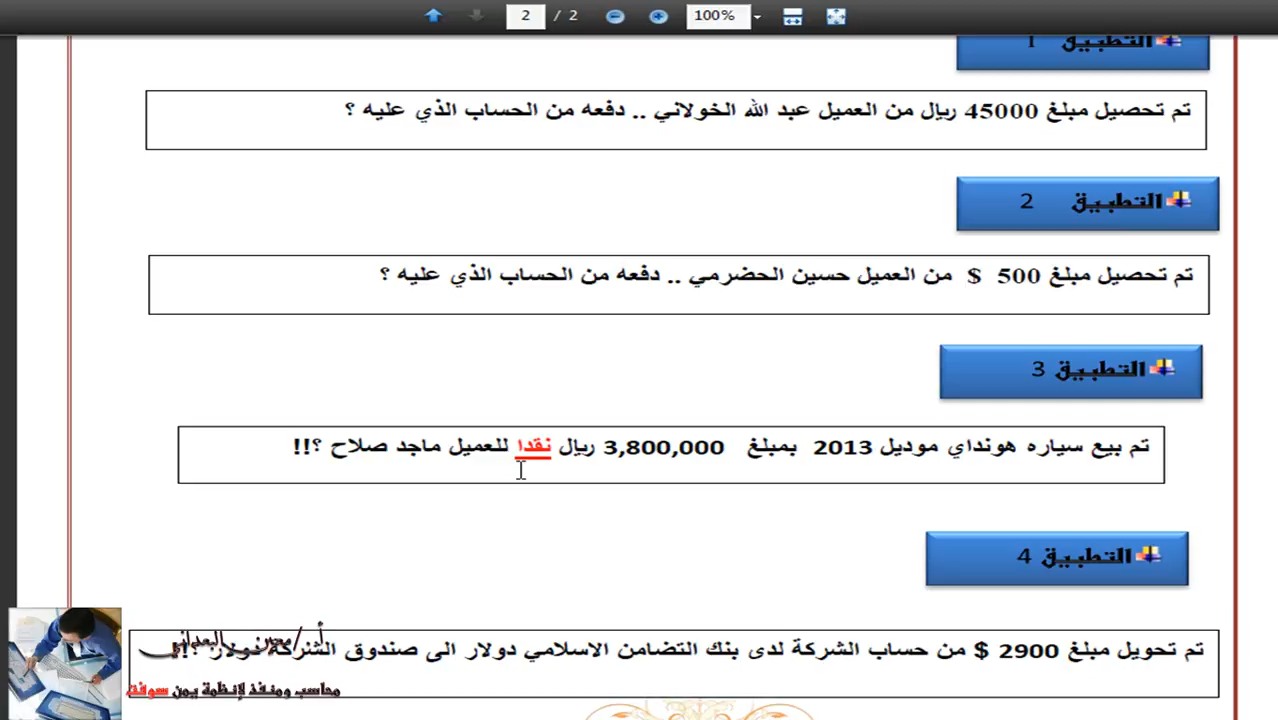 2 / 2 100%
التطبيق 1
تم تحصيل مبلغ 45000 ريال من العميل عبد الله الخولاني .. دفعه من الحساب الذي عليه ؟
التطبيق 2
تم تحصيل مبلغ 500 $ من العميل حسين الحضرمي .. دفعه من الحساب الذي عليه ؟
التطبيق 3
تم بيع سياره هونداي موديل 2013 بمبلغ 3,800,000 ريال نقدا للعميل ماجد صلاح ؟!!
التطبيق 4
تم تحويل مبلغ 2900 $ من حساب الشركة لدى بنك التضامن الاسلامي دولار الى صندوق الشركة دولار ؟!!
محاسب ومنفذ لإنظمة يمن سوفت